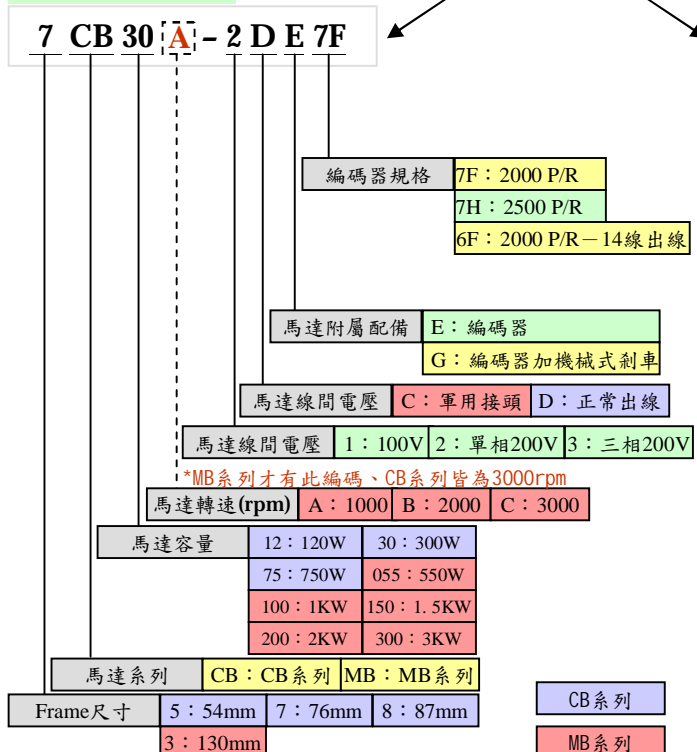 7 CB 30 A – 2 D E 7F
編碼器規格 7F：2000 P/R
7H：2500 P/R
6F：2000 P/R－14線出線
馬達附屬配備 E：編碼器
G：編碼器加機械式剎車
馬達線間電壓 C：軍用接頭 D：正常出線
馬達線間電壓 1：100V 2：單相200V 3：三相200V
*MB系列才有此編碼、CB系列皆為3000rpm
馬達轉速(rpm) A：1000 B：2000 C：3000
馬達容量 12：120W 30：300W
75：750W 055：550W
100：1KW 150：1.5KW
200：2KW 300：3KW
馬達系列 CB：CB系列 MB：MB系列
Frame尺寸 5：54mm 7：76mm 8：87mm
3：130mm
CB系列
MB系列